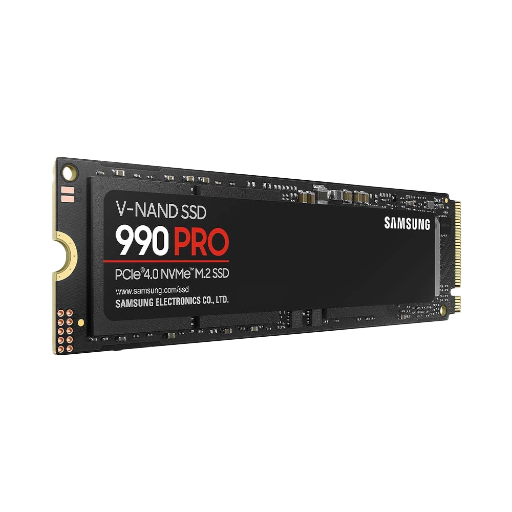 V-NAND SSD
990 PRO
PCIe®4.0 NVMe™ M.2 SSD
www.samsung.com/ssd
SAMSUNG ELECTRONICS CO., LTD.
SAMSUNG